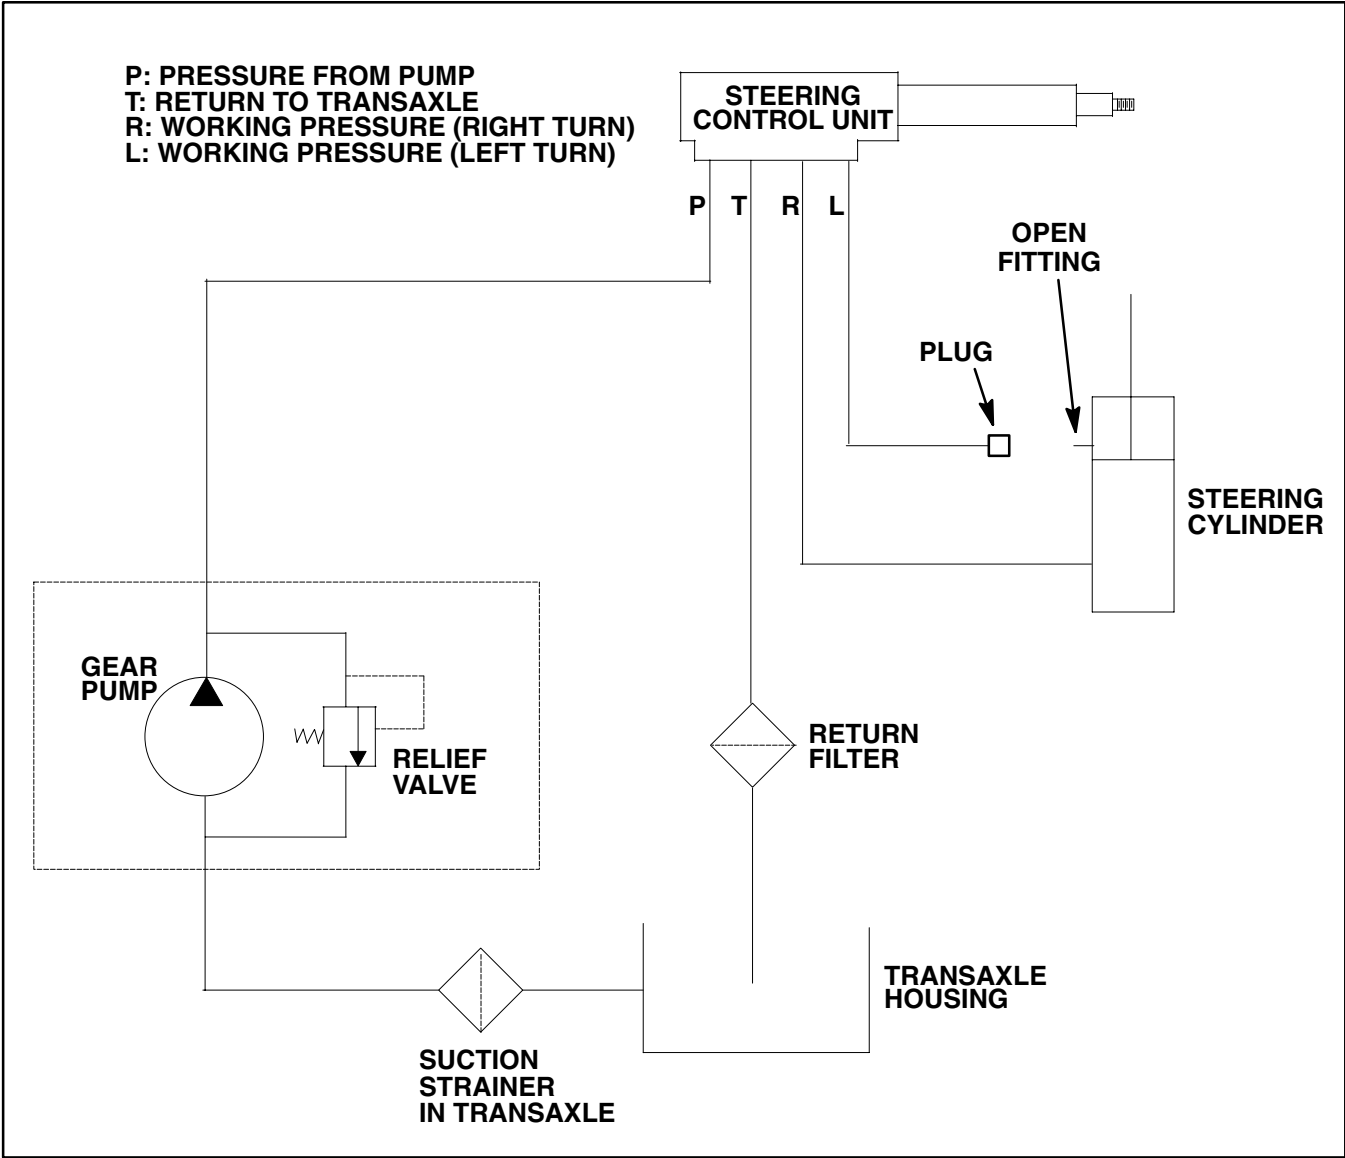 P: PRESSURE FROM PUMP
T: RETURN TO TRANSAXLE
R: WORKING PRESSURE (RIGHT TURN)
L: WORKING PRESSURE (LEFT TURN)
STEERING
CONTROL UNIT
P
T
R
L
OPEN
FITTING
PLUG
STEERING
CYLINDER
GEAR
PUMP
RELIEF
VALVE
RETURN
FILTER
TRANSAXLE
HOUSING
SUCTION
STRAINER
IN TRANSAXLE